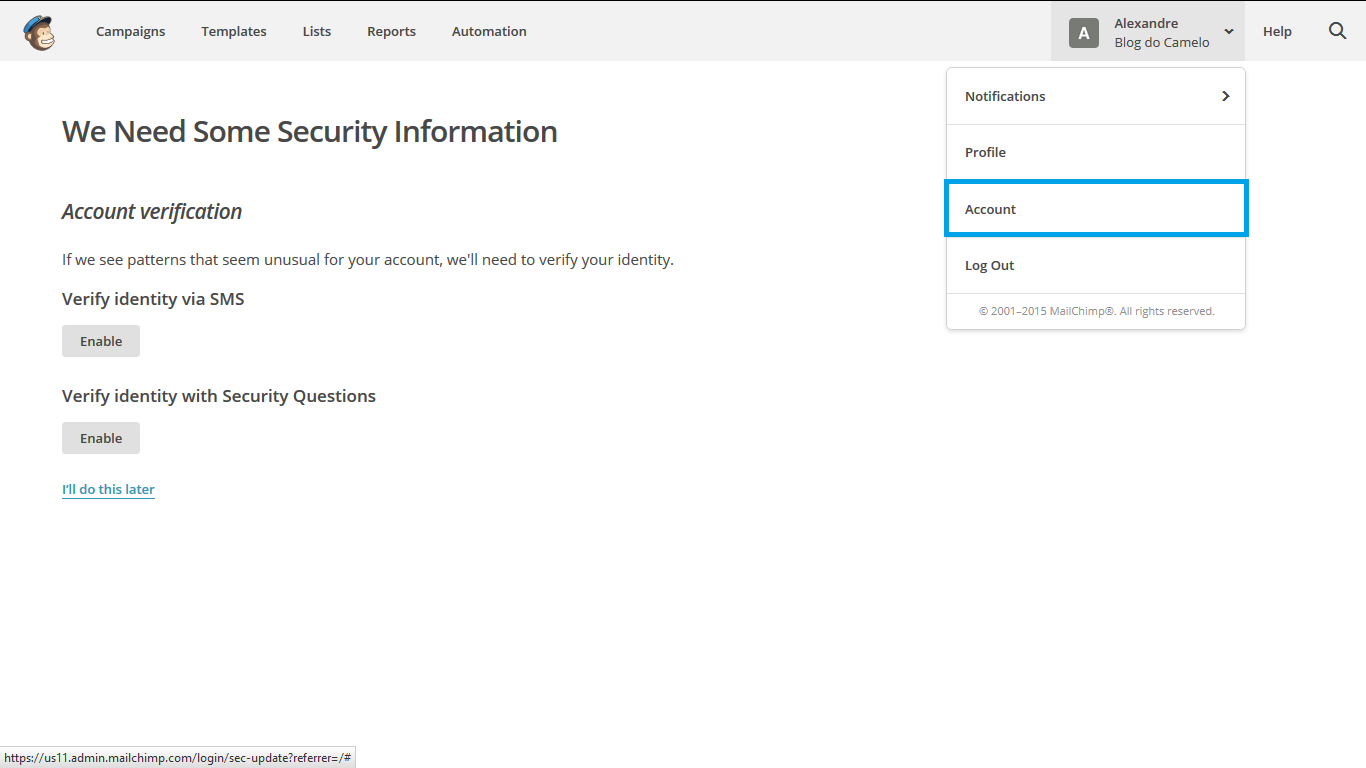 Campaigns
Templates
Lists
Reports
Automation
A
Alexandre
Blog do Camelo
Help
Notifications
Profile
Account
Log Out
© 2001–2015 MailChimp®. All rights reserved.
We Need Some Security Information
Account verification
If we see patterns that seem unusual for your account, we'll need to verify your identity.
Verify identity via SMS
Enable
Verify identity with Security Questions
Enable
I'll do this later
https://us11.admin.mailchimp.com/login/sec-update?referrer=/#